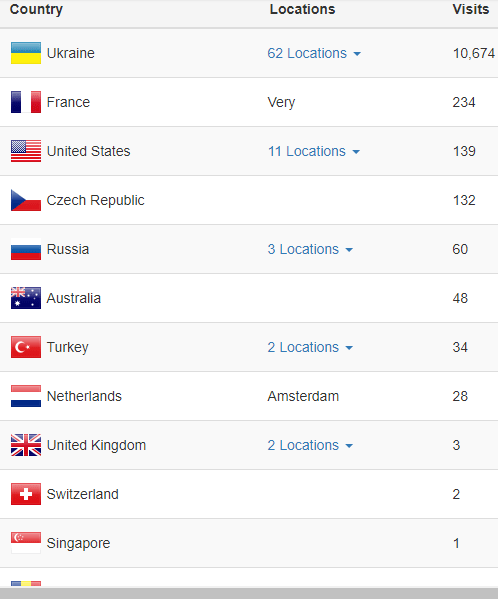 Country Locations Visits
Ukraine 62 Locations 10,674
France Very 234
United States 11 Locations 139
Czech Republic 132
Russia 3 Locations 60
Australia 48
Turkey 2 Locations 34
Netherlands Amsterdam 28
United Kingdom 2 Locations 3
Switzerland 2
Singapore 1